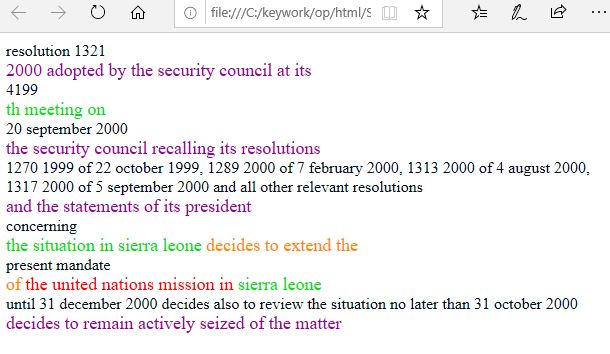 file:///C:/keywork/op/html/S
resolution 1321
2000 adopted by the security council at its
4199
th meeting on
20 september 2000
the security council recalling its resolutions
1270 1999 of 22 october 1999, 1289 2000 of 7 february 2000, 1313 2000 of 4 august 2000,
1317 2000 of 5 september 2000 and all other relevant resolutions
and the statements of its president
concerning
the situation in sierra leone decides to extend the
present mandate
of the united nations mission in sierra leone
until 31 december 2000 decides also to review the situation no later than 31 october 2000
decides to remain actively seized of the matter